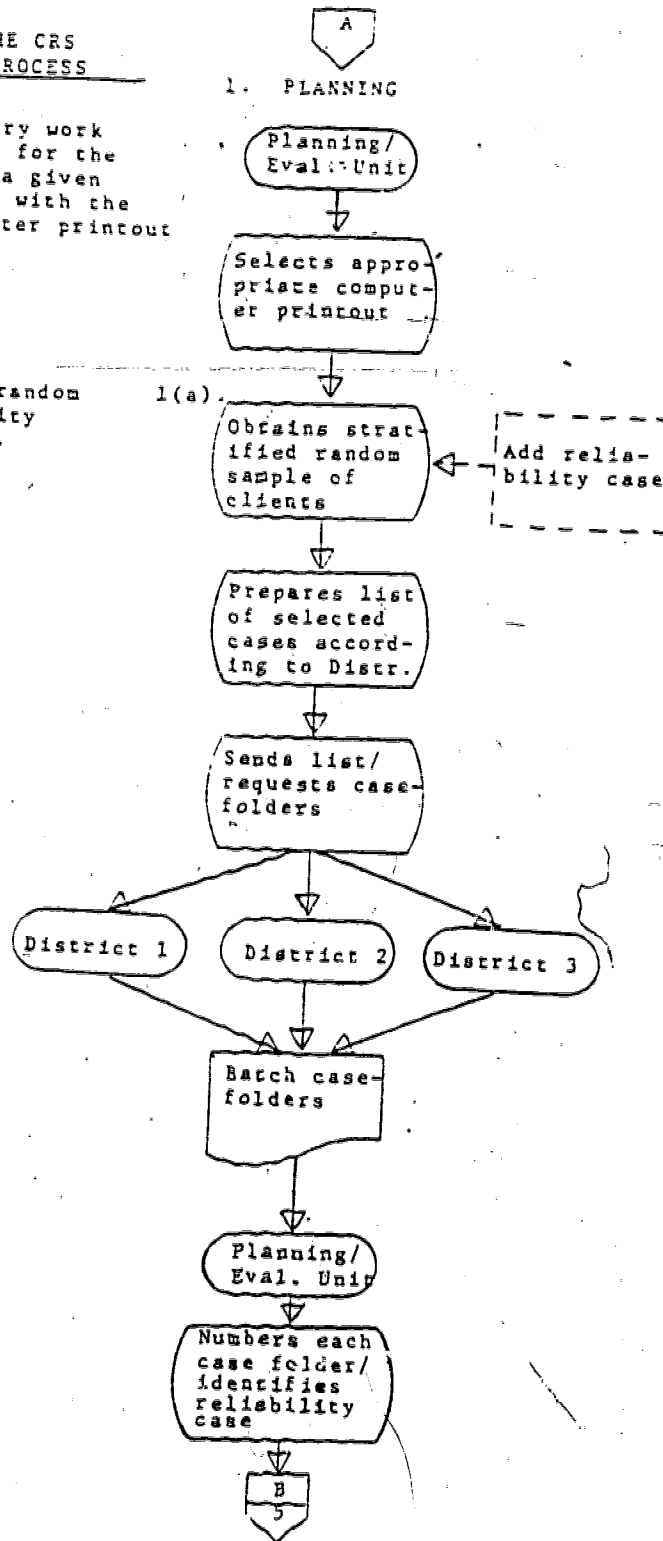 A
HE CRS
ROCESS
1. PLANNING
ry work
for the
a given
with the
ter printout
Planning/
Eval. Unit
Selects appro-
priate comput-
er printout
random
ity
1(a).
Obtains strat-
ified random
sample of
clients
Add relia-
bility case
Prepares list
of selected
cases accord-
ing to Distr.
Sends list/
requests case-
folders
District 1
District 2
District 3
Batch case-
folders
Planning/
Eval. Unit
Numbers each
case folder/
identifies
reliability
case
B
5